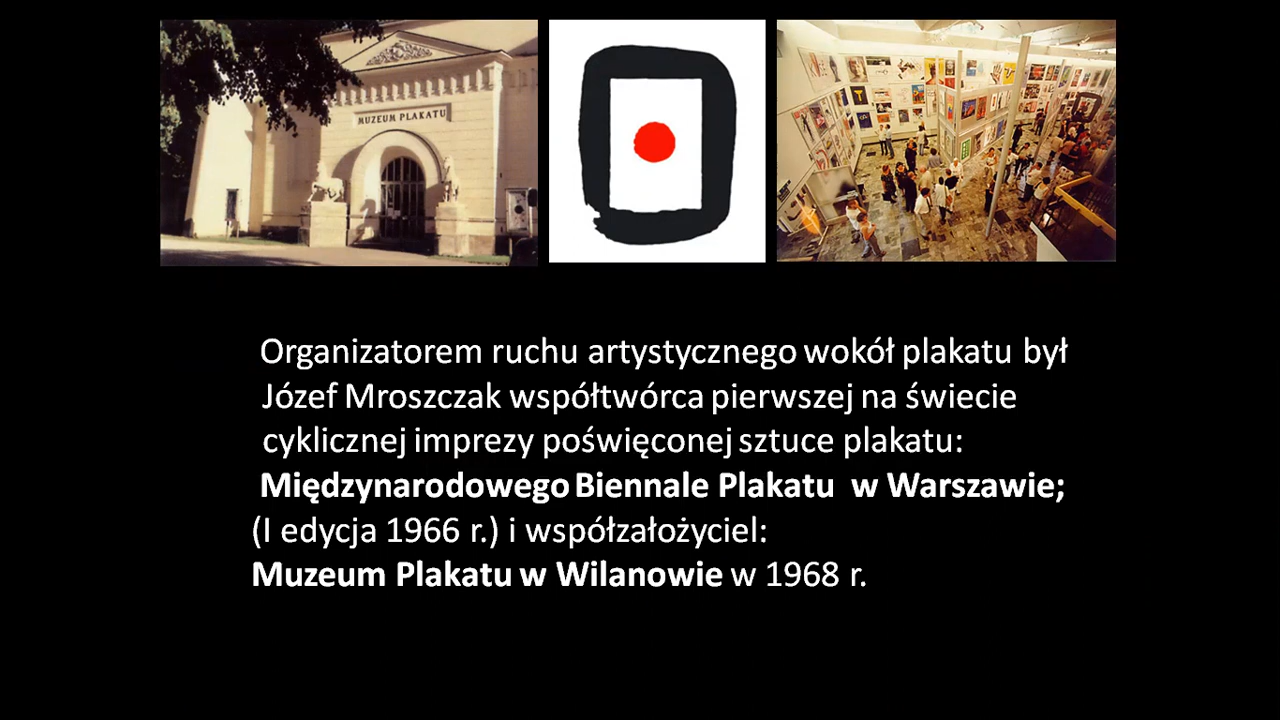 MUZEUM PLAKATU
Organizatorem ruchu artystycznego wokół plakatu był
Józef Mroszczak współtwórca pierwszej na świecie
cyklicznej imprezy poświęconej sztuce plakatu:
Międzynarodowego Biennale Plakatu w Warszawie;
(I edycja 1966 r.) i współzałożyciel:
Muzeum Plakatu w Wilanowie w 1968 r.